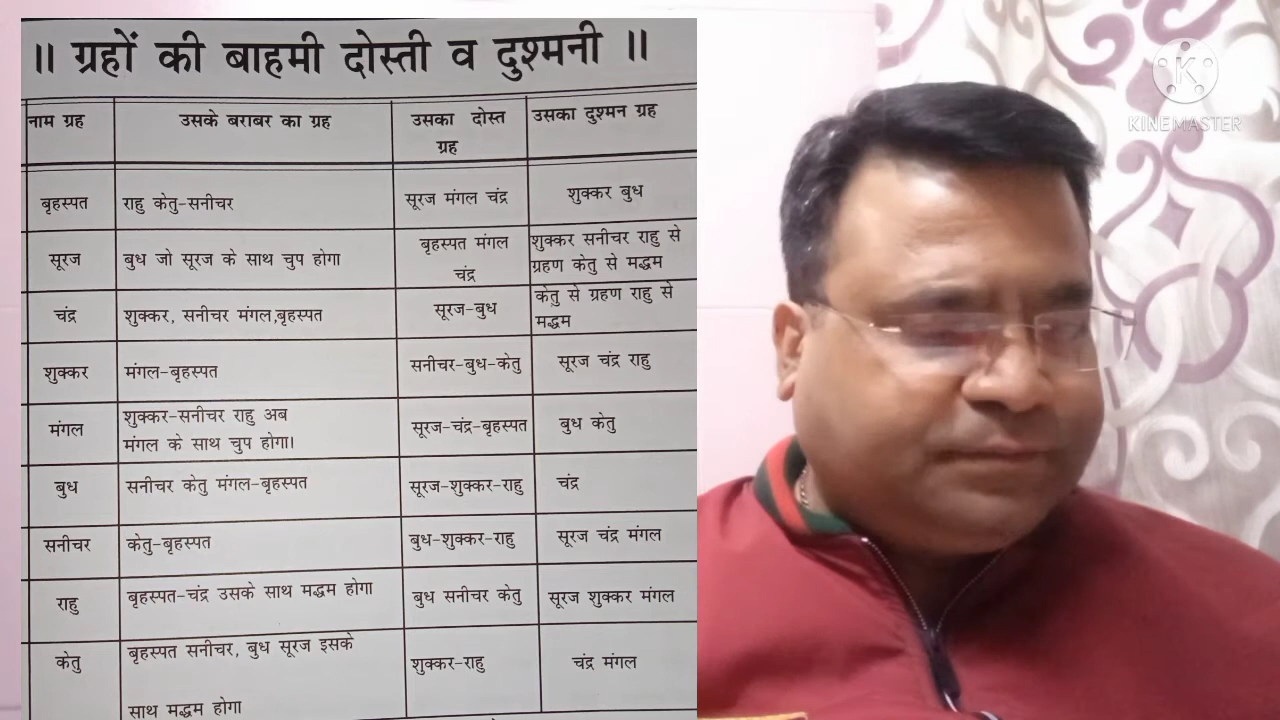 ॥ ग्रहों की बाहमी दोस्ती व दुश्मनी ॥
नाम ग्रह उसके बराबर का ग्रह उसका दोस्त ग्रह उसका दुश्मन ग्रह
बृहस्पत राहु केतु-सनीचर सूरज मंगल चंद्र शुक्कर बुध
सूरज बुध जो सूरज के साथ चुप होगा बृहस्पत मंगल चंद्र शुक्कर सनीचर राहु से ग्रहण केतु से मद्धम
चंद्र शुक्कर, सनीचर मंगल,बृहस्पत सूरज-बुध केतु से ग्रहण राहु से मद्धम
शुक्कर मंगल-बृहस्पत सनीचर-बुध-केतु सूरज चंद्र राहु
मंगल शुक्कर-सनीचर राहु अब मंगल के साथ चुप होगा। सूरज-चंद्र-बृहस्पत बुध केतु
बुध सनीचर केतु मंगल-बृहस्पत सूरज-शुक्कर-राहु चंद्र
सनीचर केतु-बृहस्पत बुध-शुक्कर-राहु सूरज चंद्र मंगल
राहु बृहस्पत-चंद्र उसके साथ मद्धम होगा बुध सनीचर केतु सूरज शुक्कर मंगल
केतु बृहस्पत सनीचर, बुध सूरज इसके साथ मद्धम होगा शुक्कर-राहु चंद्र मंगल
KINEMASTER